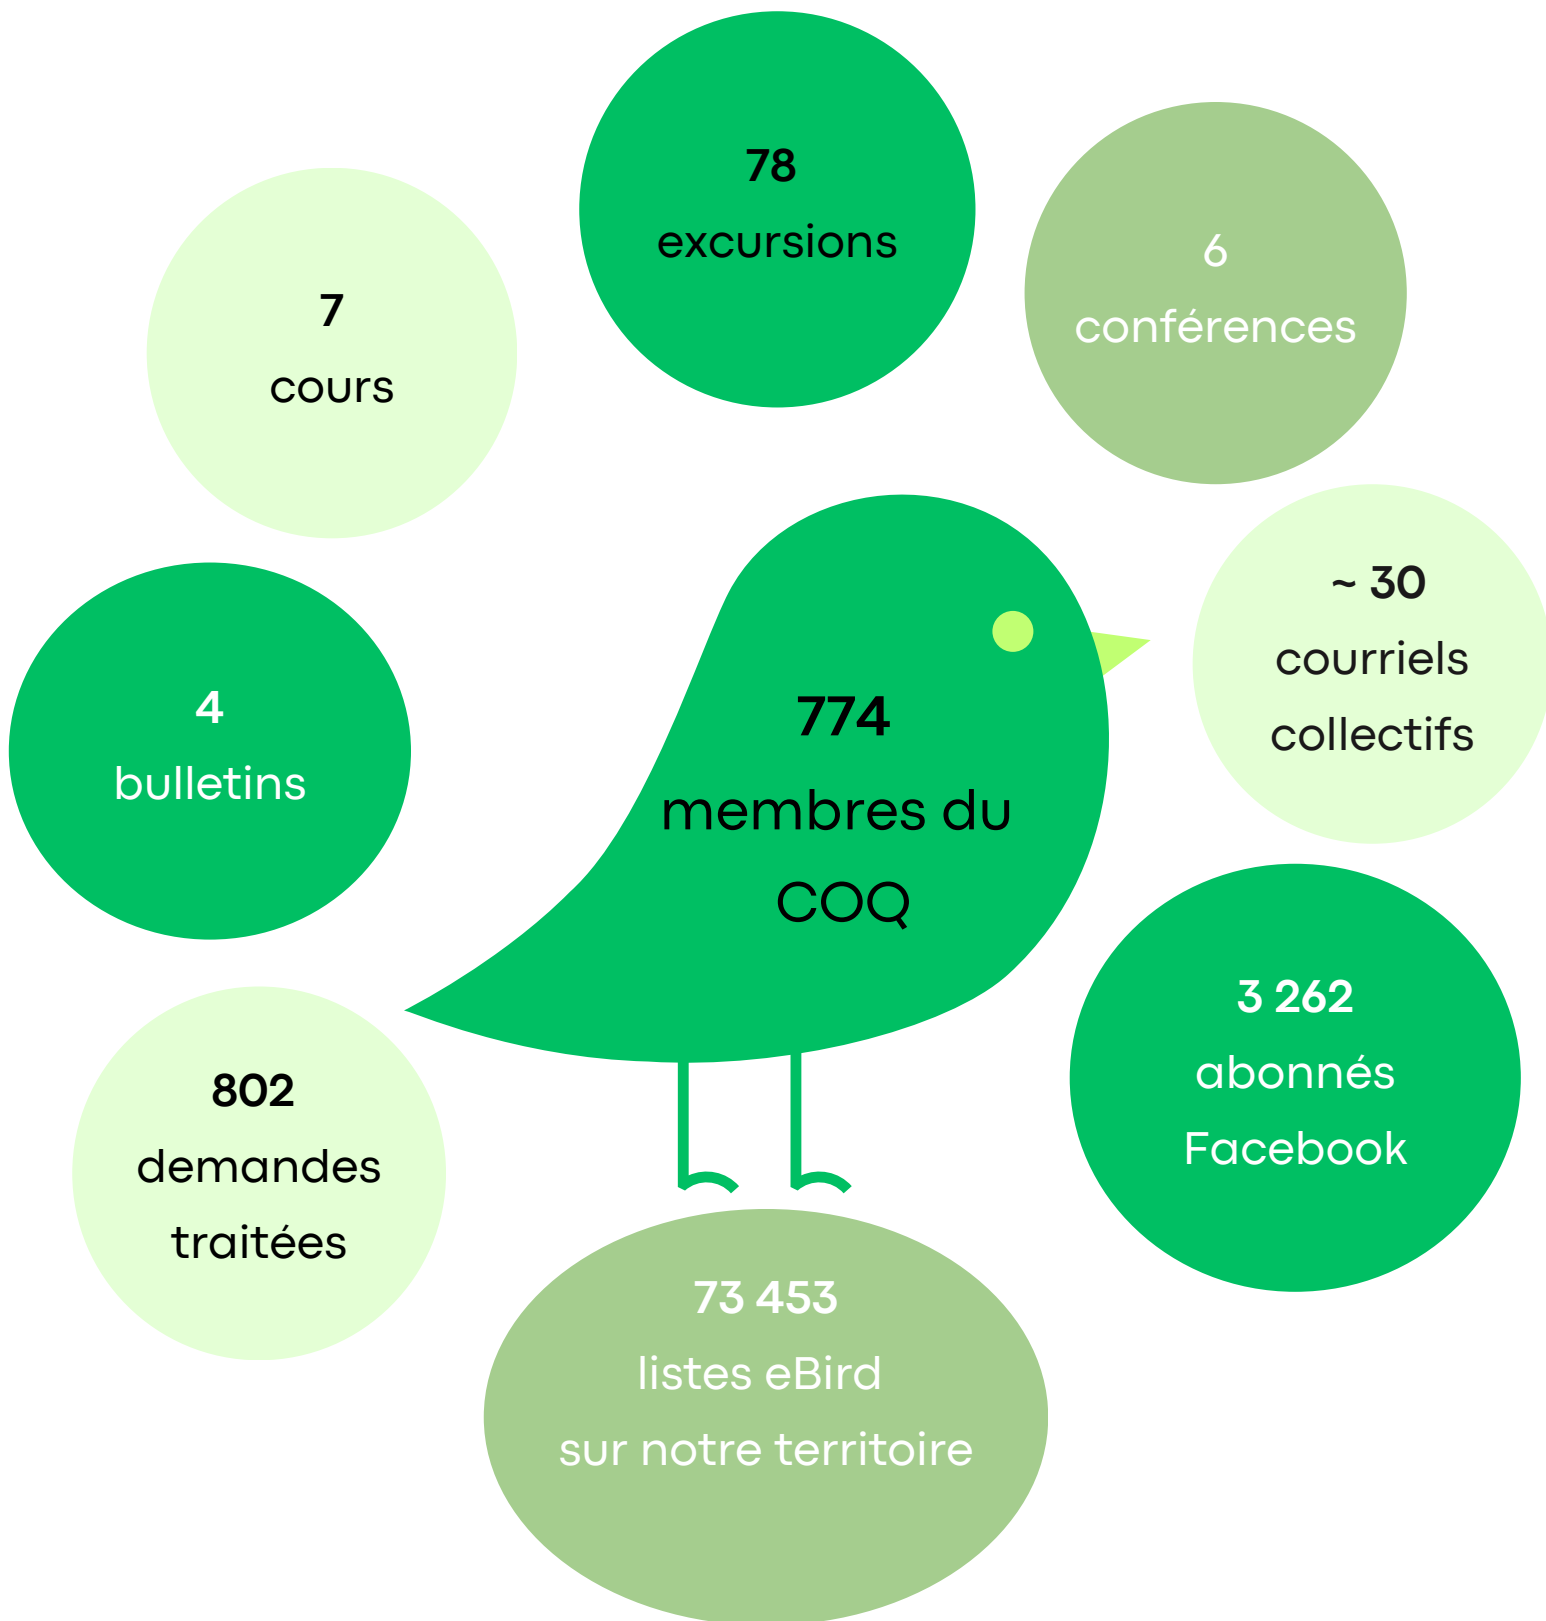 78
excursions
6
conférences
7
cours
~ 30
courriels
collectifs
4
bulletins
774
membres du
COQ
3 262
abonnés
Facebook
802
demandes
traitées
73 453
listes eBird
sur notre territoire